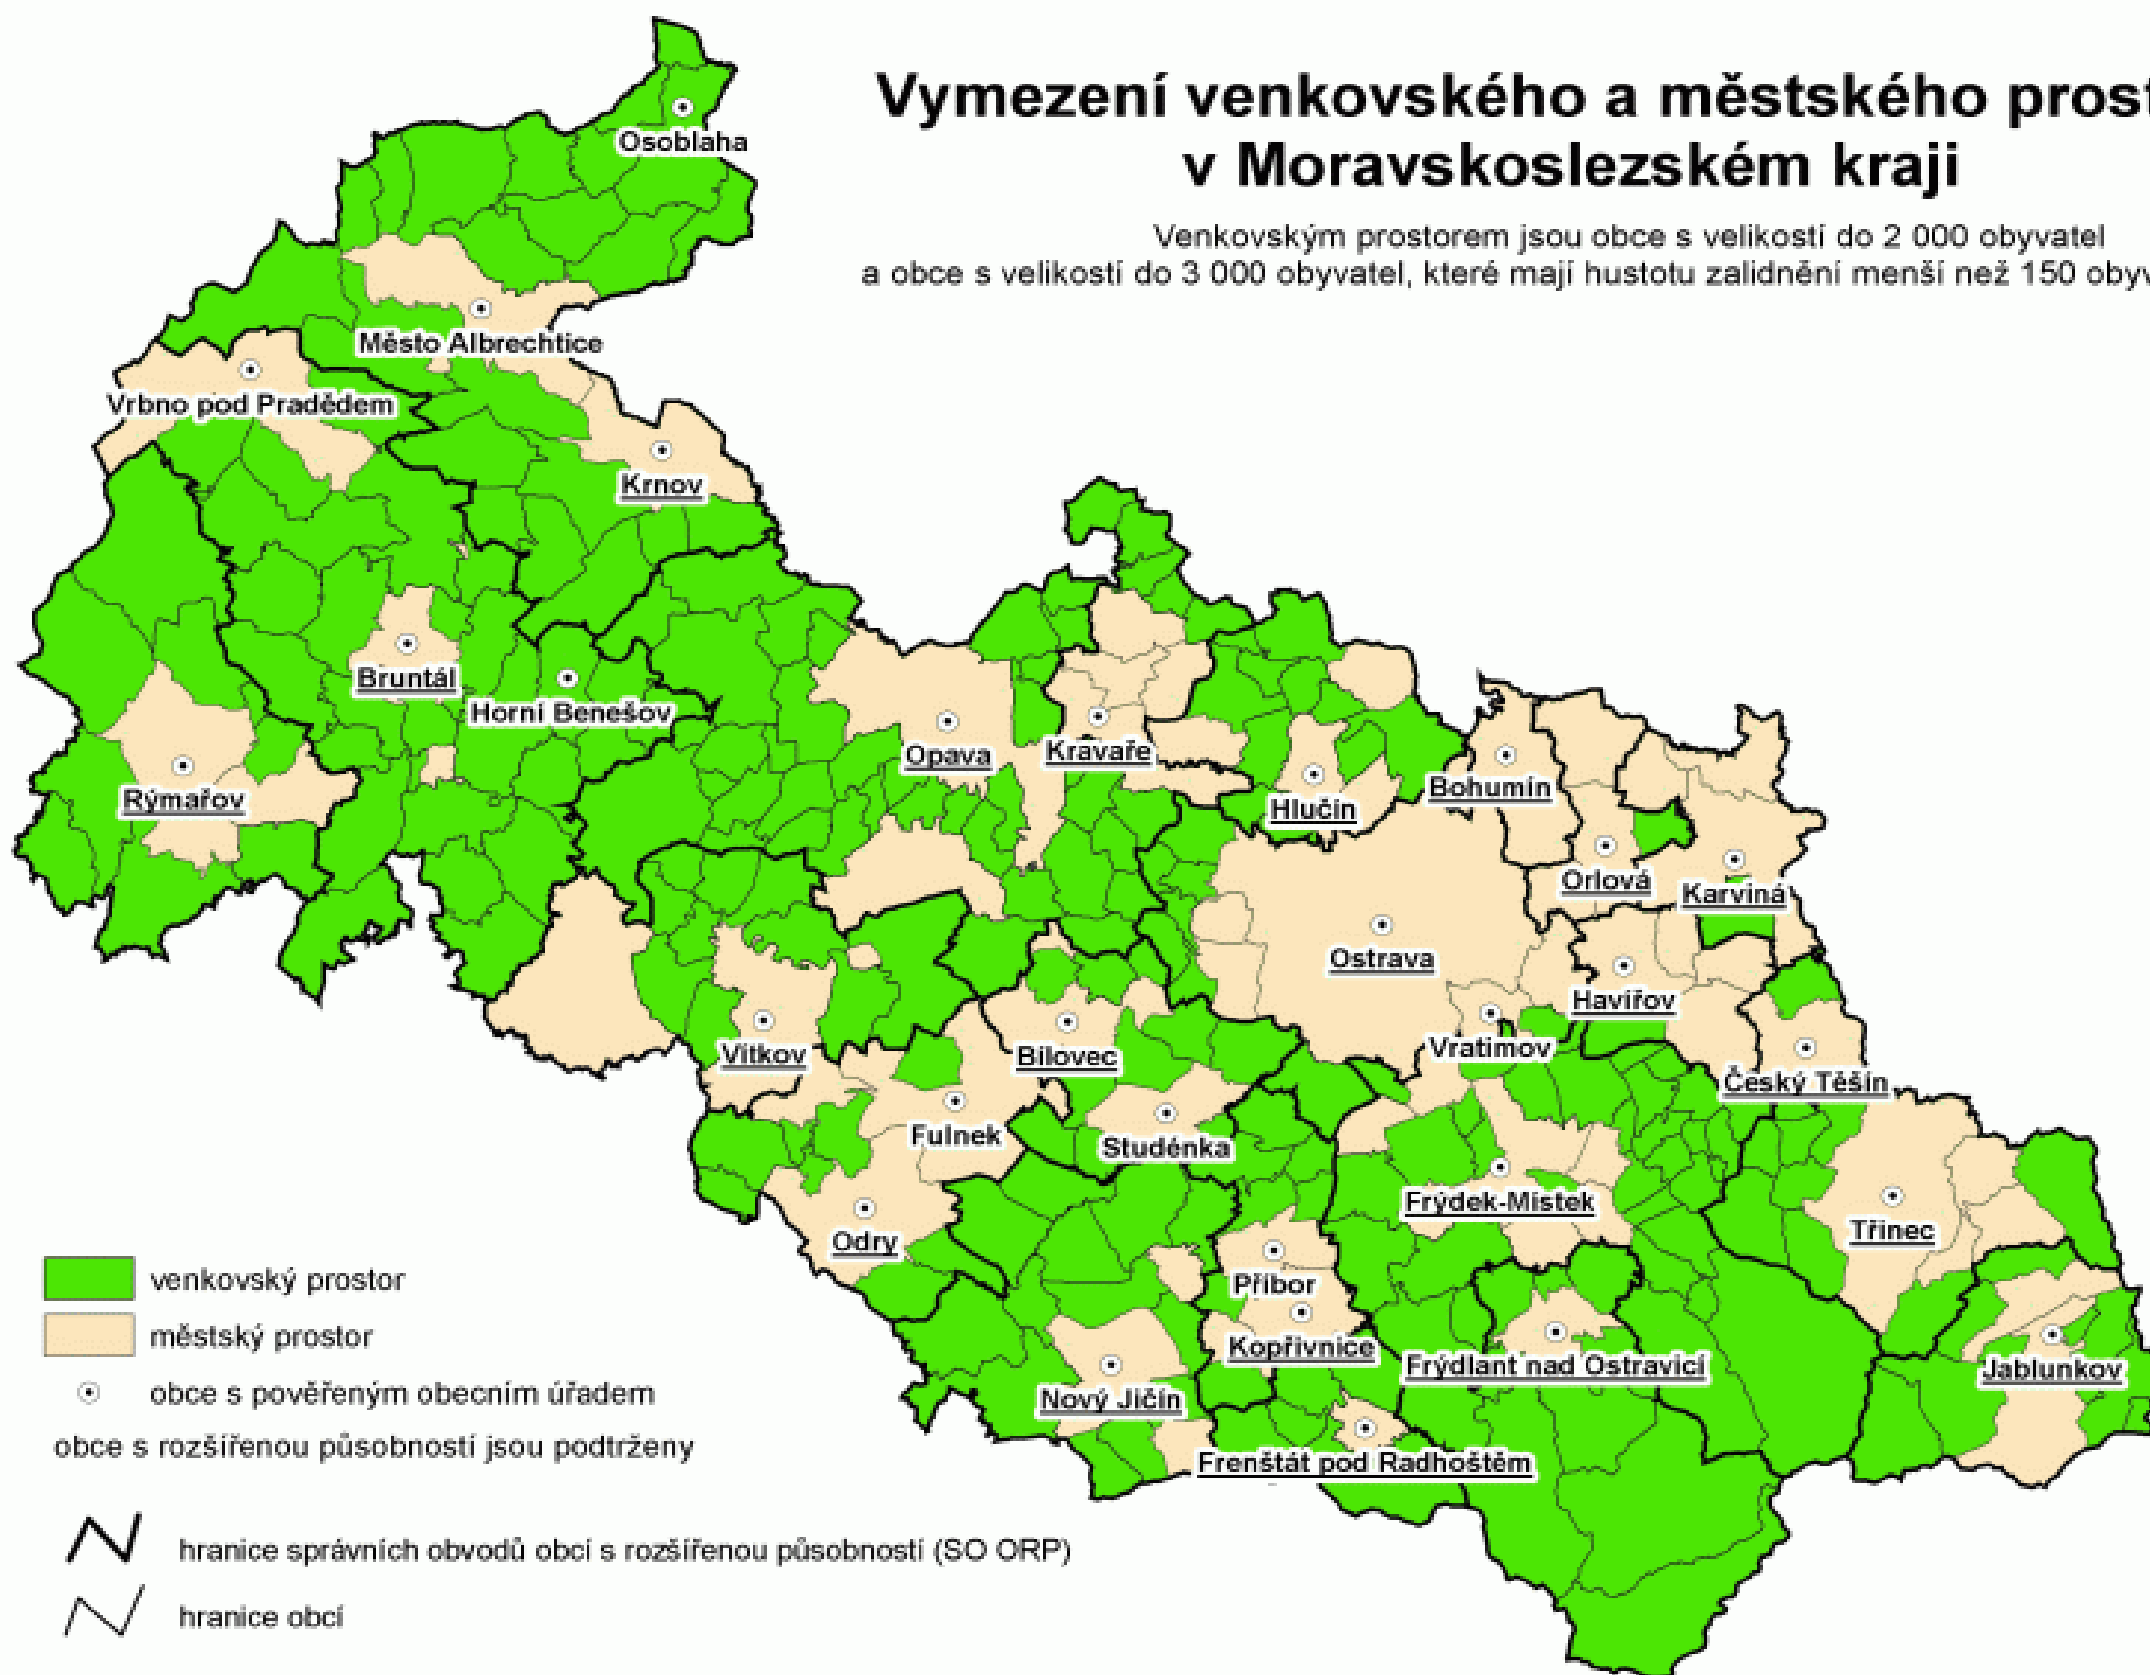 Vymezení venkovského a městského prost
v Moravskoslezském kraji
Venkovským prostorem jsou obce s velikostí do 2 000 obyvatel
a obce s velikostí do 3 000 obyvatel, které mají hustotu zalidnění menší než 150 obyv
Osoblaha
Město Albrechtice
Vrbno pod Pradědem
Krnov
Bruntál
Horní Benešov
Opava
Kravaře
Rýmařov
Hlučín
Bohumín
Orlová
Karviná
Ostrava
Havířov
Vítkov
Bílovec
Vratimov
Český Těšín
Fulnek
Studénka
Frýdek-Místek
Třinec
Odry
Příbor
Kopřivnice
Frýdlant nad Ostravicí
Jablunkov
Nový Jičín
Frenštát pod Radhoštěm
venkovský prostor
městský prostor
obce s pověřeným obecním úřadem
obce s rozšířenou působností jsou podtrženy
hranice správních obvodů obcí s rozšířenou působností (SO ORP)
hranice obcí